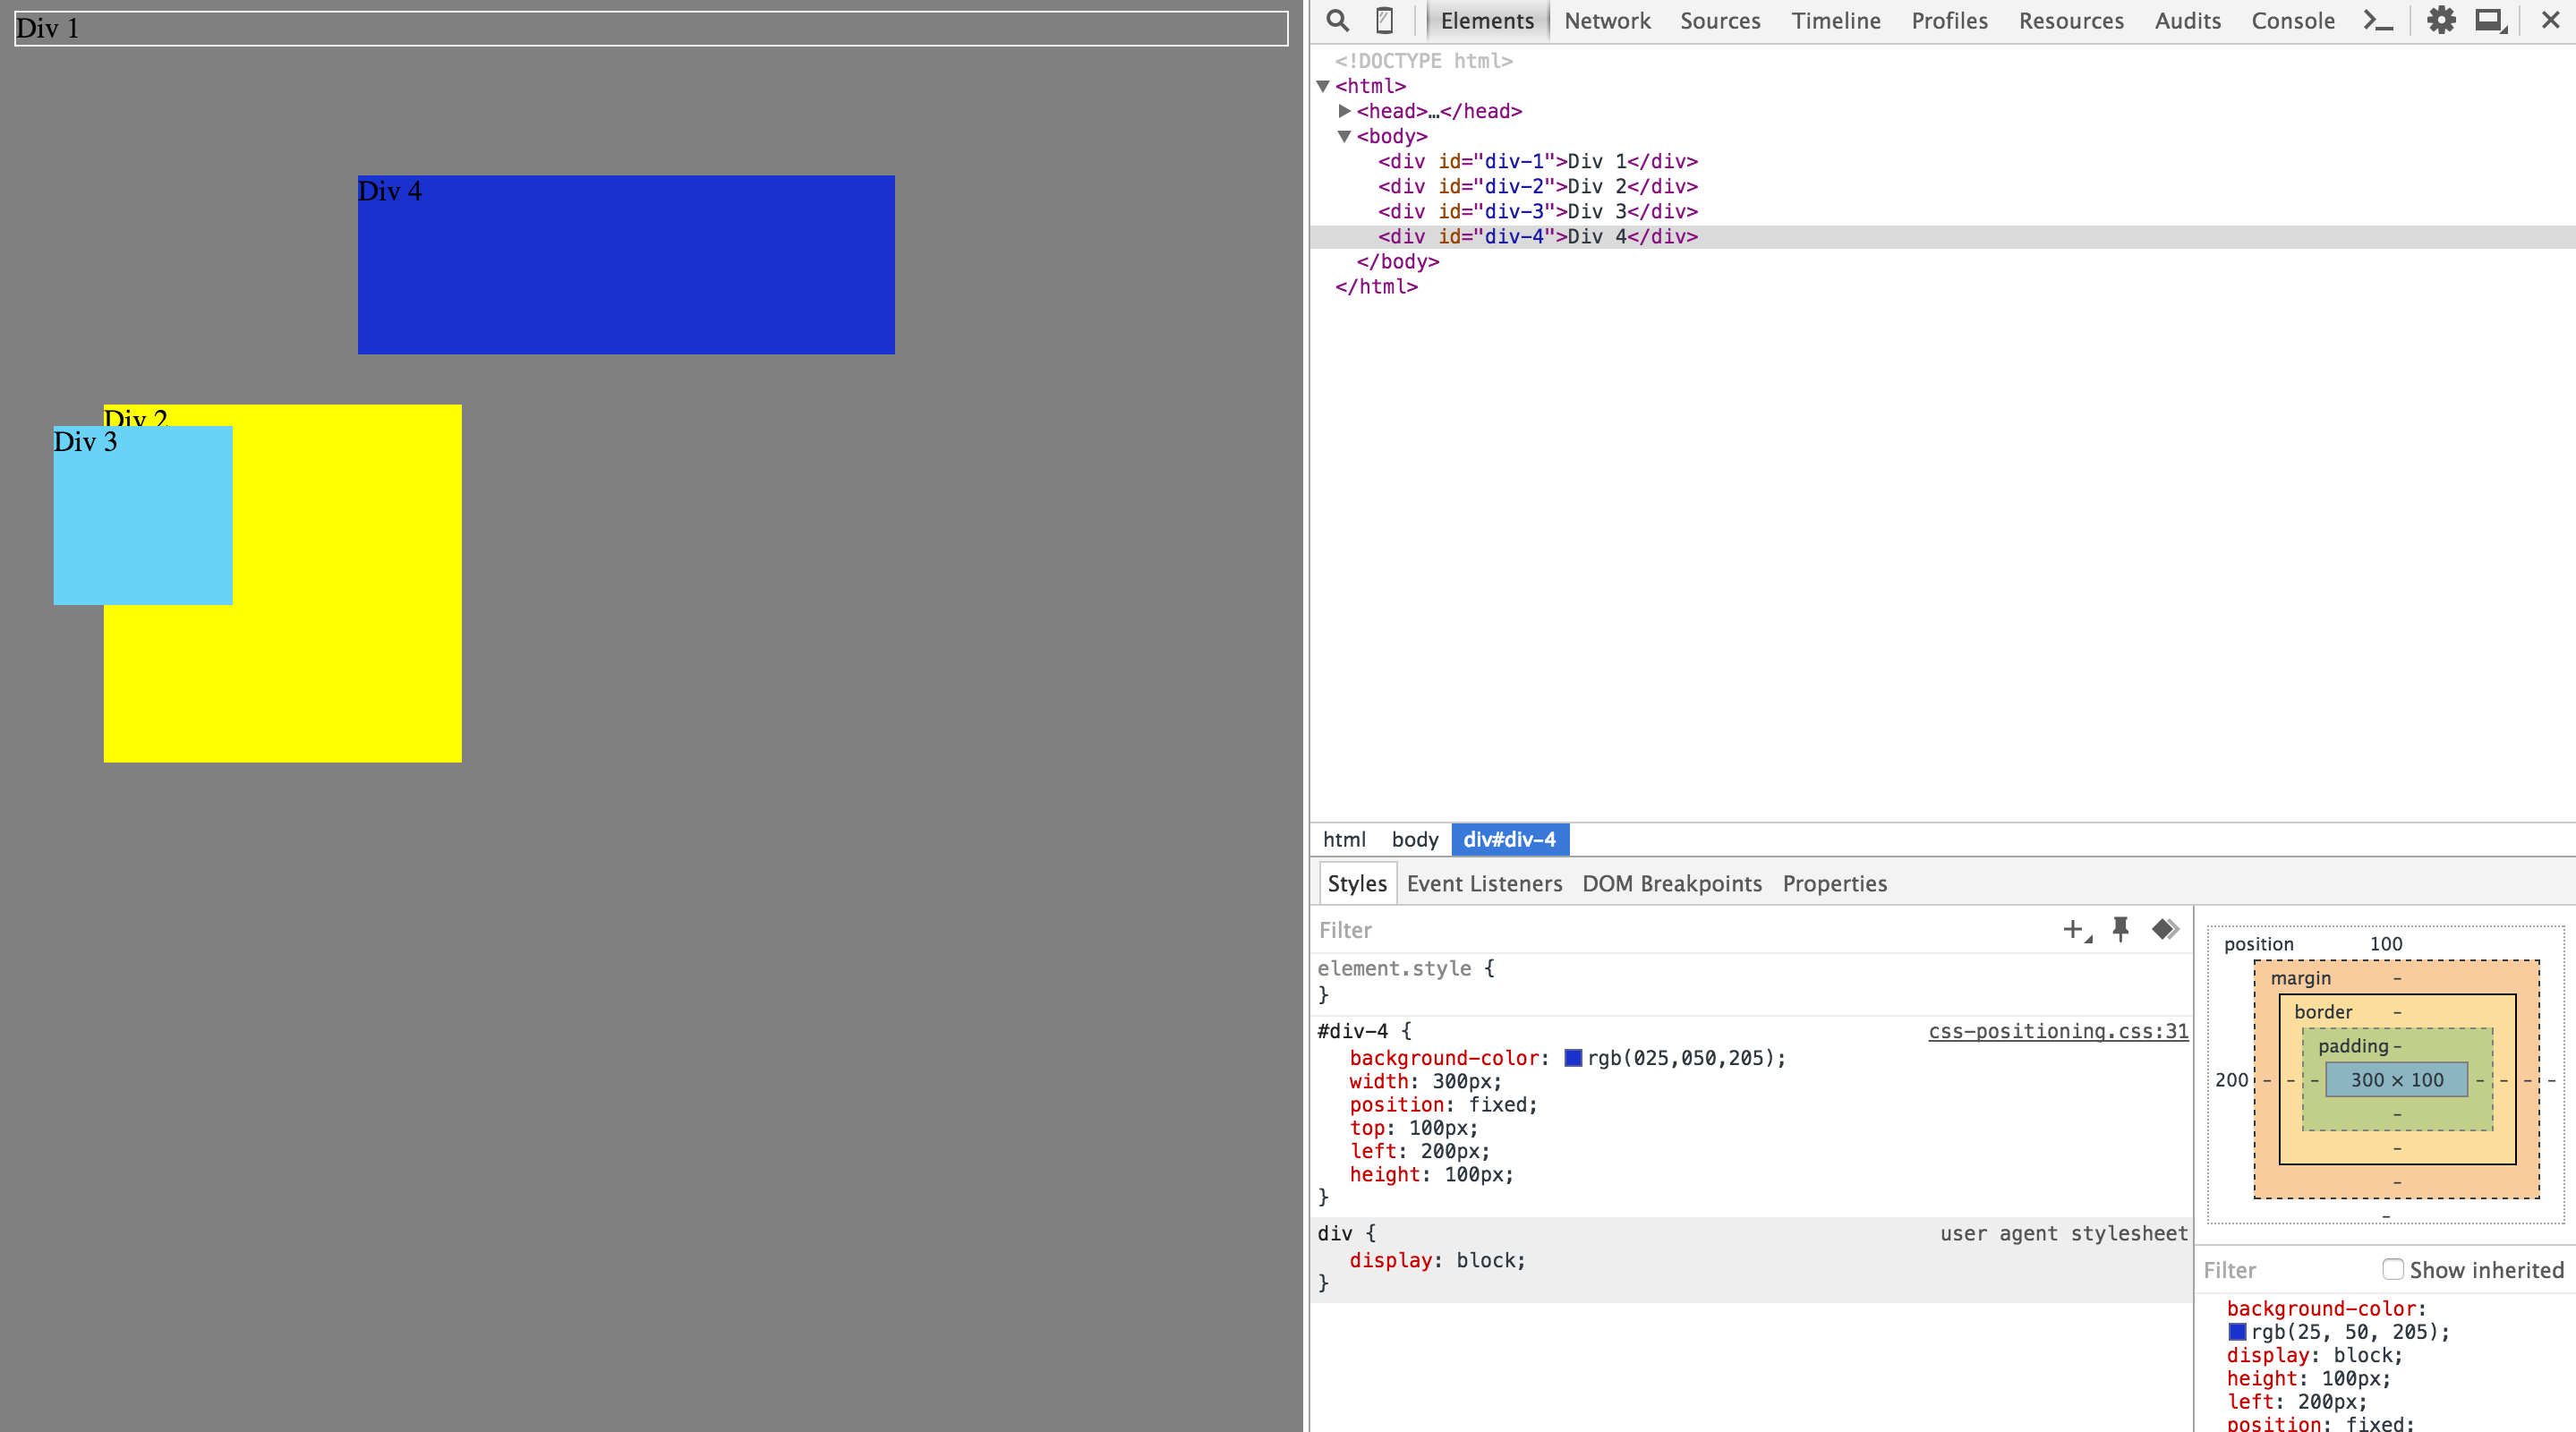 Div 1
Div 4
Div 2
Div 3
Elements Network Sources Timeline Profiles Resources Audits Console
<!DOCTYPE html>
<html>
<head>…</head>
<body>
<div id="div-1">Div 1</div>
<div id="div-2">Div 2</div>
<div id="div-3">Div 3</div>
<div id="div-4">Div 4</div>
</body>
</html>
html body div#div-4
Styles Event Listeners DOM Breakpoints Properties
Filter
element.style {
}
#div-4 { css-positioning.css:31
background-color: rgb(025,050,205);
width: 300px;
position: fixed;
top: 100px;
left: 200px;
height: 100px;
}
div { user agent stylesheet
display: block;
}
position 100
margin -
border -
padding -
200 - - - 300 × 100 - - - -
-
-
-
-
Filter Show inherited
background-color:
rgb(25, 50, 205);
display: block;
height: 100px;
left: 200px;
position: fixed;